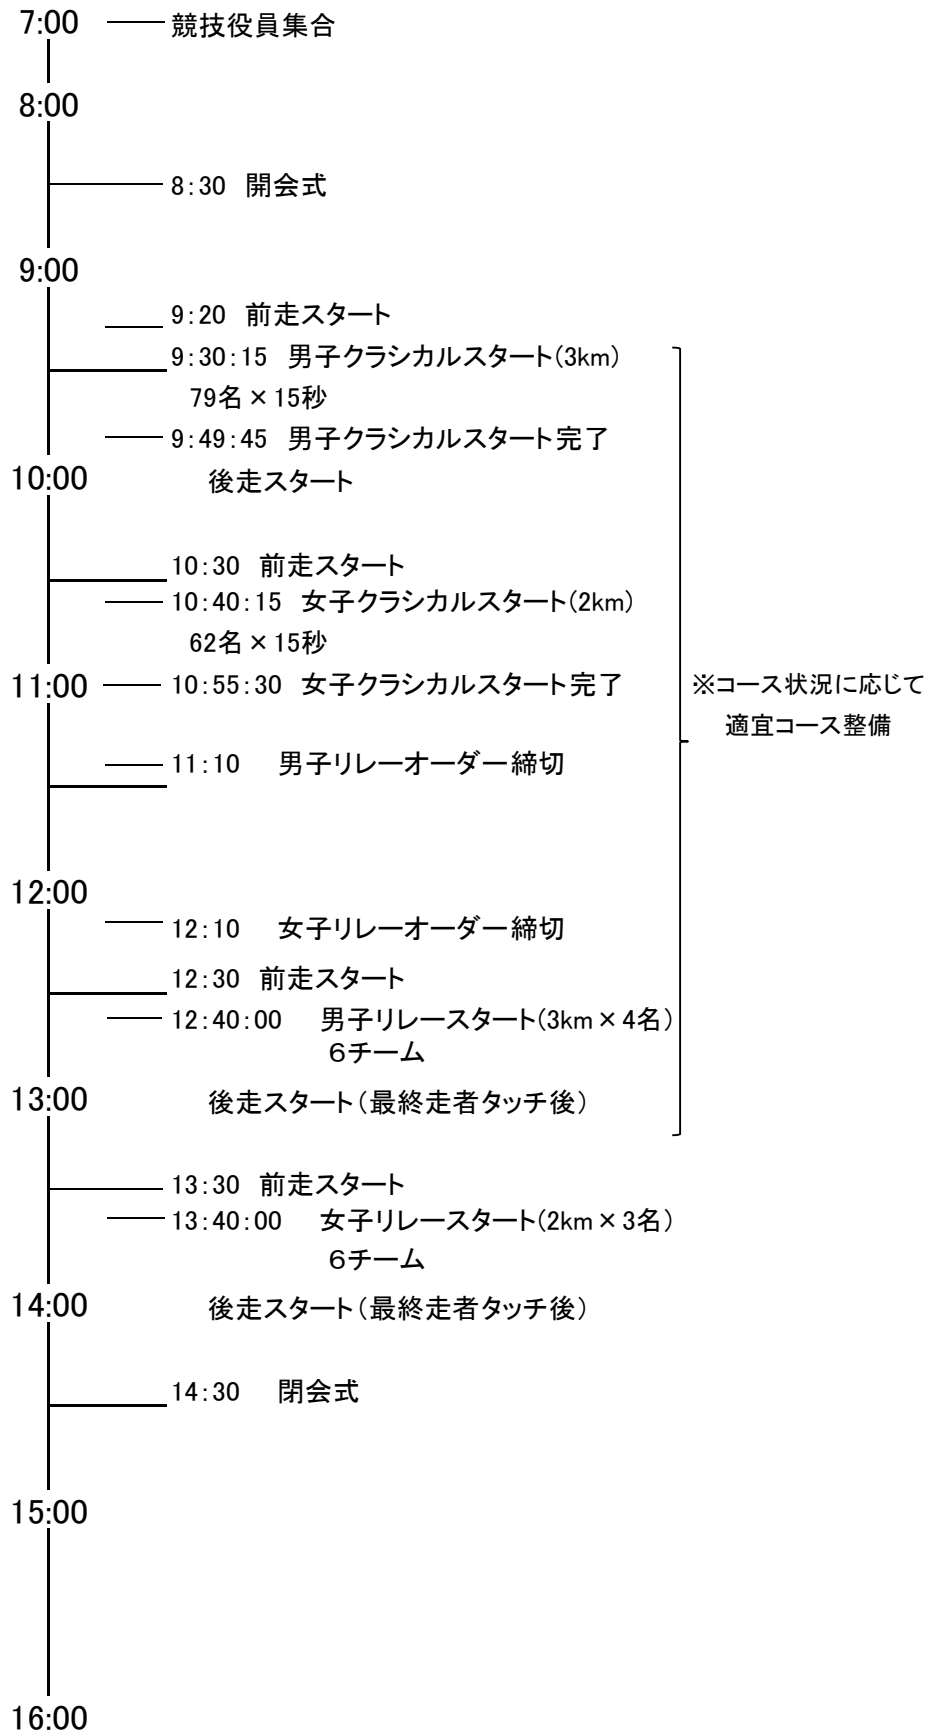 7:00 競技役員集合
8:00
8:30 開会式
9:00
9:20 前走スタート
9:30:15 男子クラシカルスタート(3km)
79名×15秒
9:49:45 男子クラシカルスタート完了
10:00 後走スタート
10:30 前走スタート
10:40:15 女子クラシカルスタート(2km)
62名×15秒
11:00 10:55:30 女子クラシカルスタート完了
※コース状況に応じて
適宜コース整備
11:10 男子リレーオーダー締切
12:00
12:10 女子リレーオーダー締切
12:30 前走スタート
12:40:00 男子リレースタート(3km×4名)
6チーム
13:00 後走スタート(最終走者タッチ後)
13:30 前走スタート
13:40:00 女子リレースタート(2km×3名)
6チーム
14:00 後走スタート(最終走者タッチ後)
14:30 閉会式
15:00
16:00